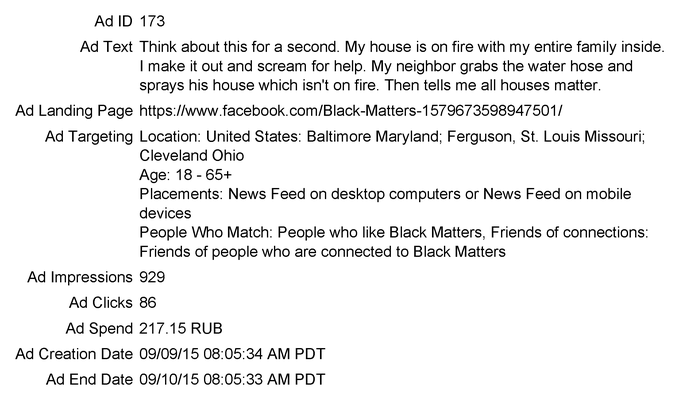 Ad ID 173
Ad Text Think about this for a second. My house is on fire with my entire family inside.
I make it out and scream for help. My neighbor grabs the water hose and
sprays his house which isn't on fire. Then tells me all houses matter.
Ad Landing Page https://www.facebook.com/Black-Matters-1579673598947501/
Ad Targeting Location: United States: Baltimore Maryland; Ferguson, St. Louis Missouri;
Cleveland Ohio
Age: 18 - 65+
Placements: News Feed on desktop computers or News Feed on mobile
devices
People Who Match: People who like Black Matters, Friends of connections:
Friends of people who are connected to Black Matters
Ad Impressions 929
Ad Clicks 86
Ad Spend 217.15 RUB
Ad Creation Date 09/09/15 08:05:34 AM PDT
Ad End Date 09/10/15 08:05:33 AM PDT